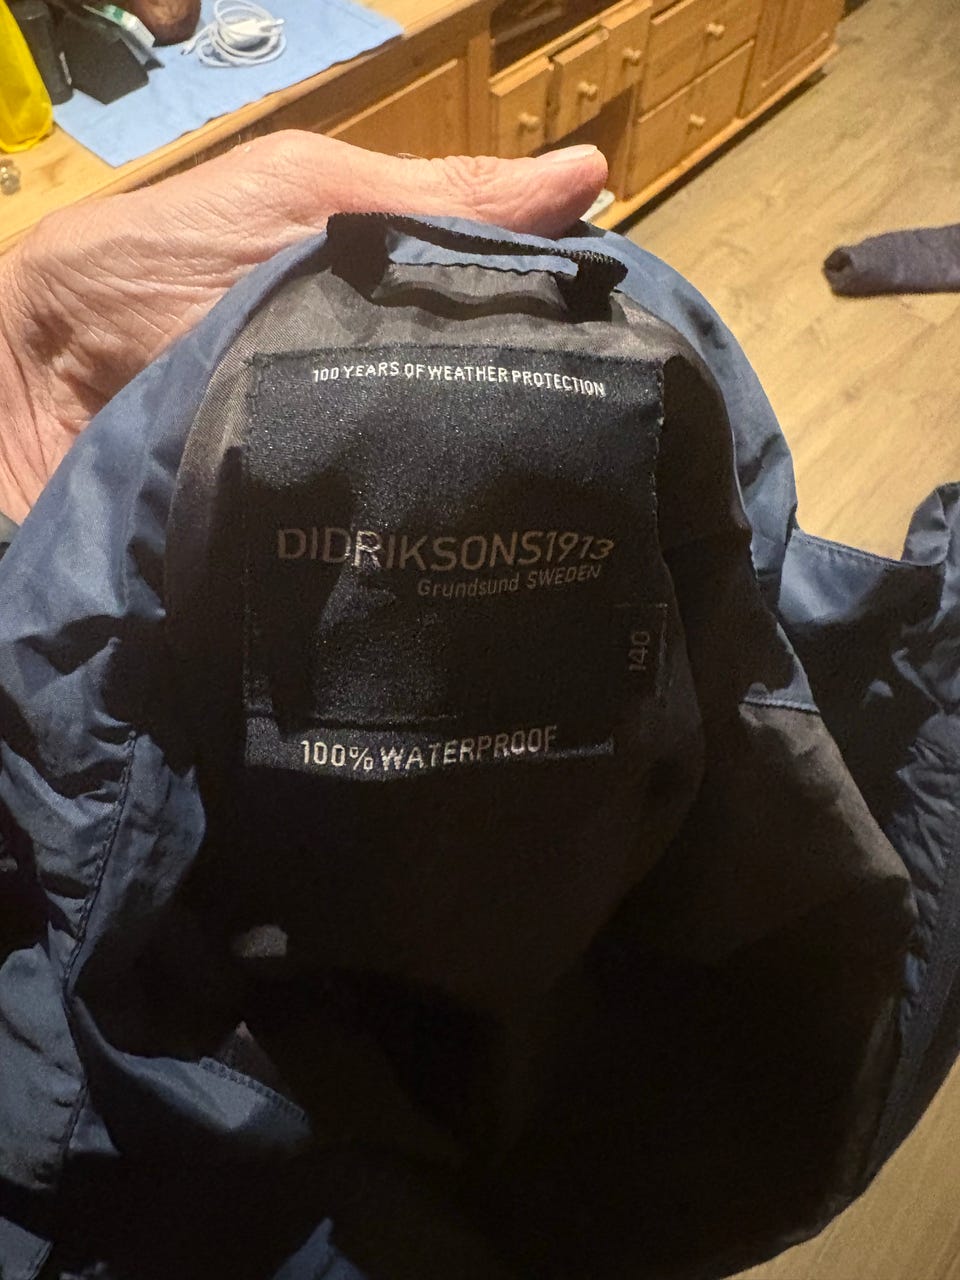 100 YEARS OF WEATHER PROTECTION
DIDRIKSONS1913
Grundsund SWEDEN
140
100% WATERPROOF